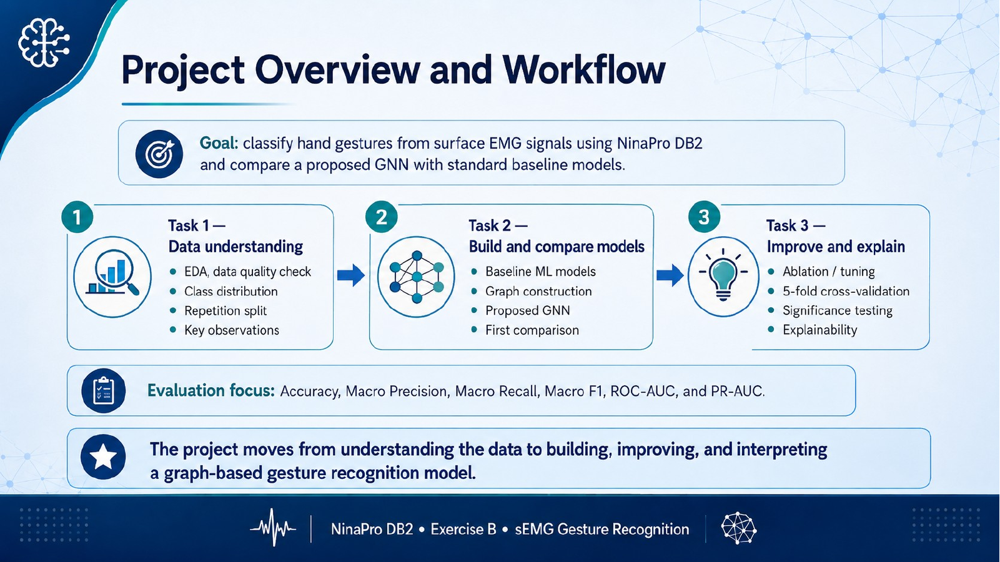 Project Overview and Workflow
Goal: classify hand gestures from surface EMG signals using NinaPro DB2
and compare a proposed GNN with standard baseline models.
1
Task 1 —
Data understanding
• EDA, data quality check
• Class distribution
• Repetition split
• Key observations
2
Task 2 —
Build and compare models
• Baseline ML models
• Graph construction
• Proposed GNN
• First comparison
3
Task 3 —
Improve and explain
• Ablation / tuning
• 5-fold cross-validation
• Significance testing
• Explainability
Evaluation focus: Accuracy, Macro Precision, Macro Recall, Macro F1, ROC-AUC, and PR-AUC.
The project moves from understanding the data to building, improving, and interpreting
a graph-based gesture recognition model.
NinaPro DB2 • Exercise B • sEMG Gesture Recognition